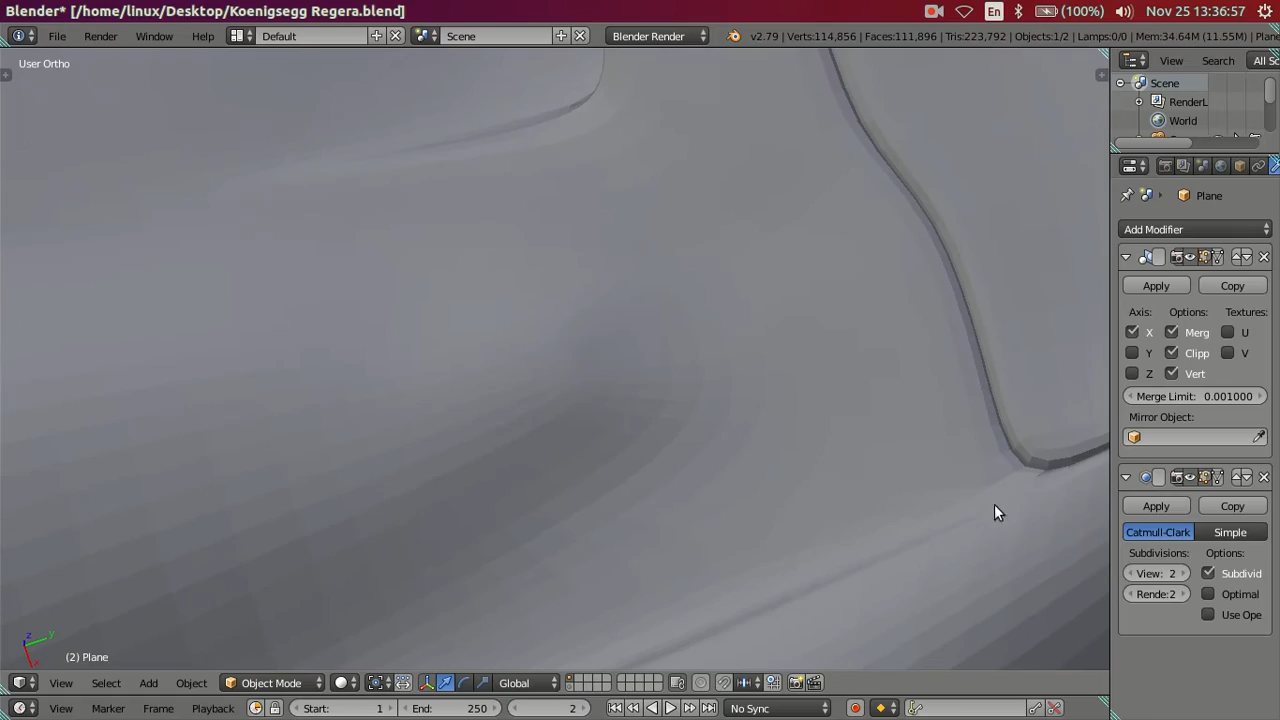 Blender* [/home/linux/Desktop/Koenigsegg Regera.blend] En (100%) Nov 25 13:36:57
File Render Window Help Default Scene Blender Render v2.79 | Verts:114,856 | Faces:111,896 | Tris:223,792 | Objects:1/2 | Lamps:0/0 | Mem:34.64M (11.55M) | Plane
User Ortho
View Search All Sc
Scene
RenderL
World
Plane
Add Modifier
Apply Copy
Axis: Options: Textures:
X Merg U
Y Clipp V
Z Vert
Merge Limit: 0.001000
Mirror Object:
Apply Copy
Catmull-Clark Simple
Subdivisions: Options:
View: 2 Subdivid
Rende:2 Optimal
Use Ope
z y x
(2) Plane
View Select Add Object Object Mode Global
View Marker Frame Playback Start: 1 End: 250 2 No Sync